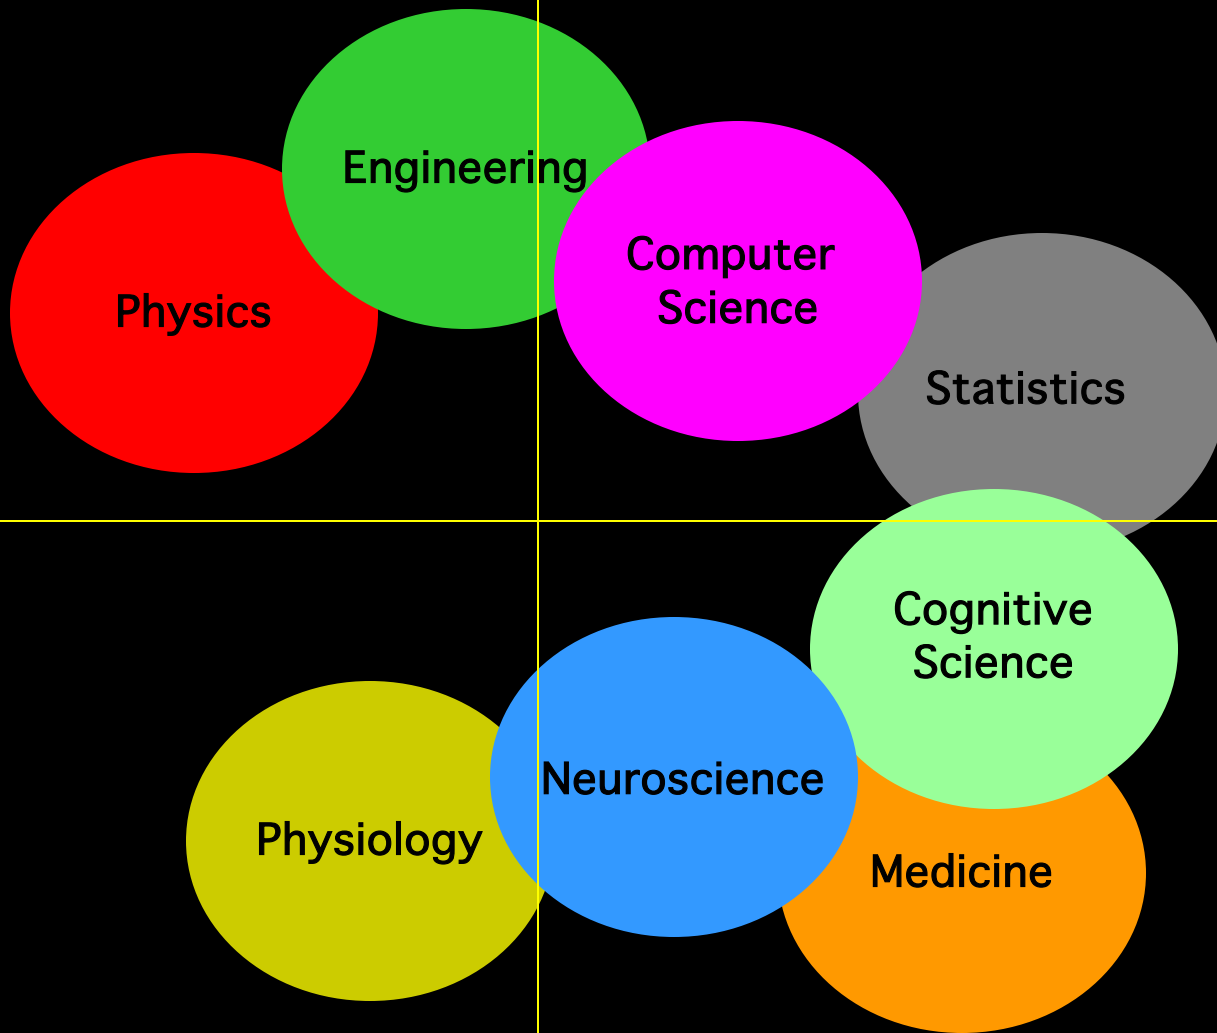 Engineering
Physics
Computer
Science
Statistics
Cognitive
Science
Neuroscience
Physiology
Medicine